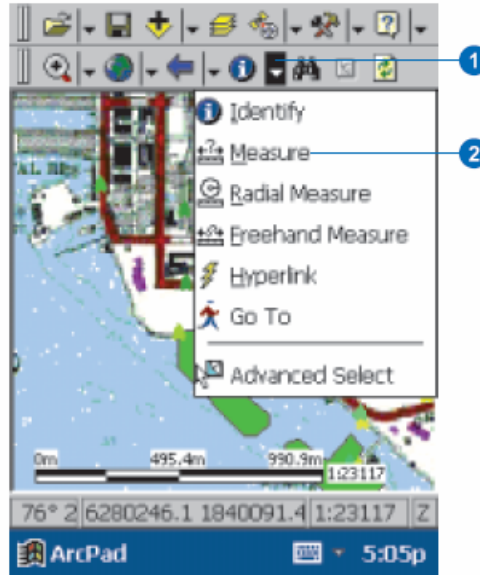 1
Identify
Measure
2
Radial Measure
Freehand Measure
Hyperlink
Go To
Advanced Select
0m 495.4m 990.9m
1:23117
76° 2 6280246.1 1840091.4 1:23117 Z
ArcPad 5:05p